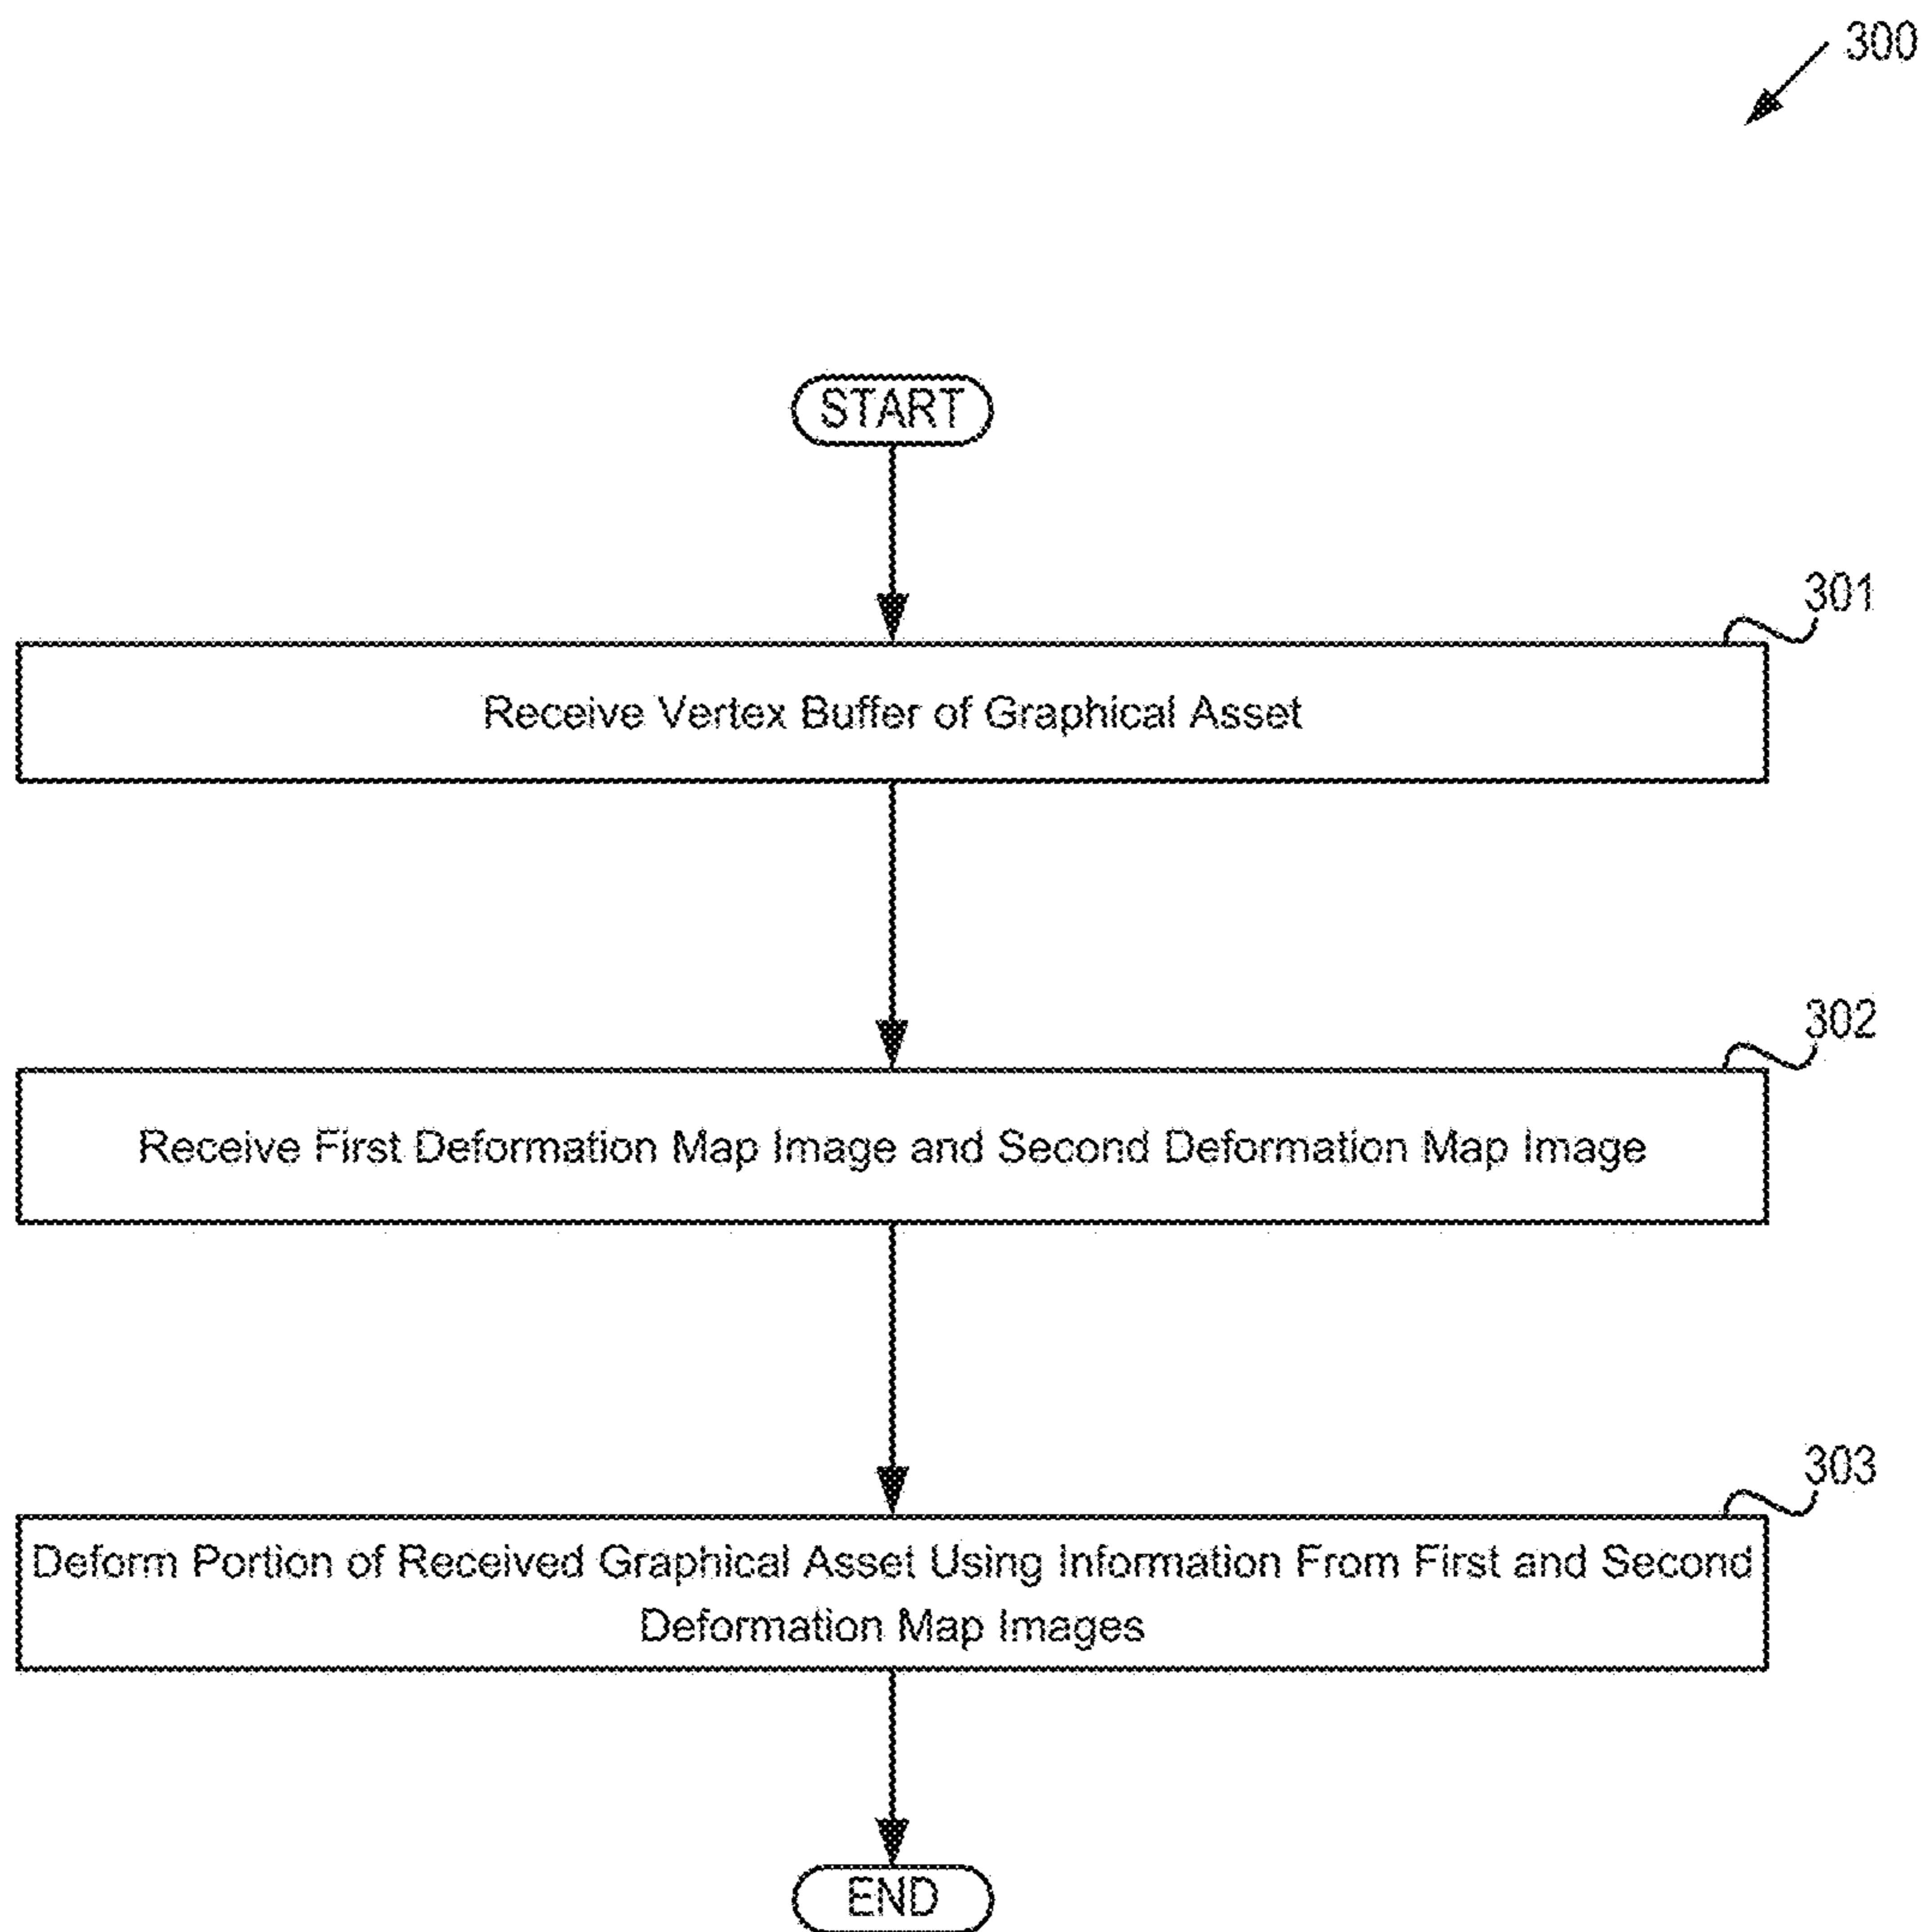 300
START
301
Receive Vertex Buffer of Graphical Asset
302
Receive First Deformation Map Image and Second Deformation Map Image
303
Deform Portion of Received Graphical Asset Using Information From First and Second
Deformation Map Images
END